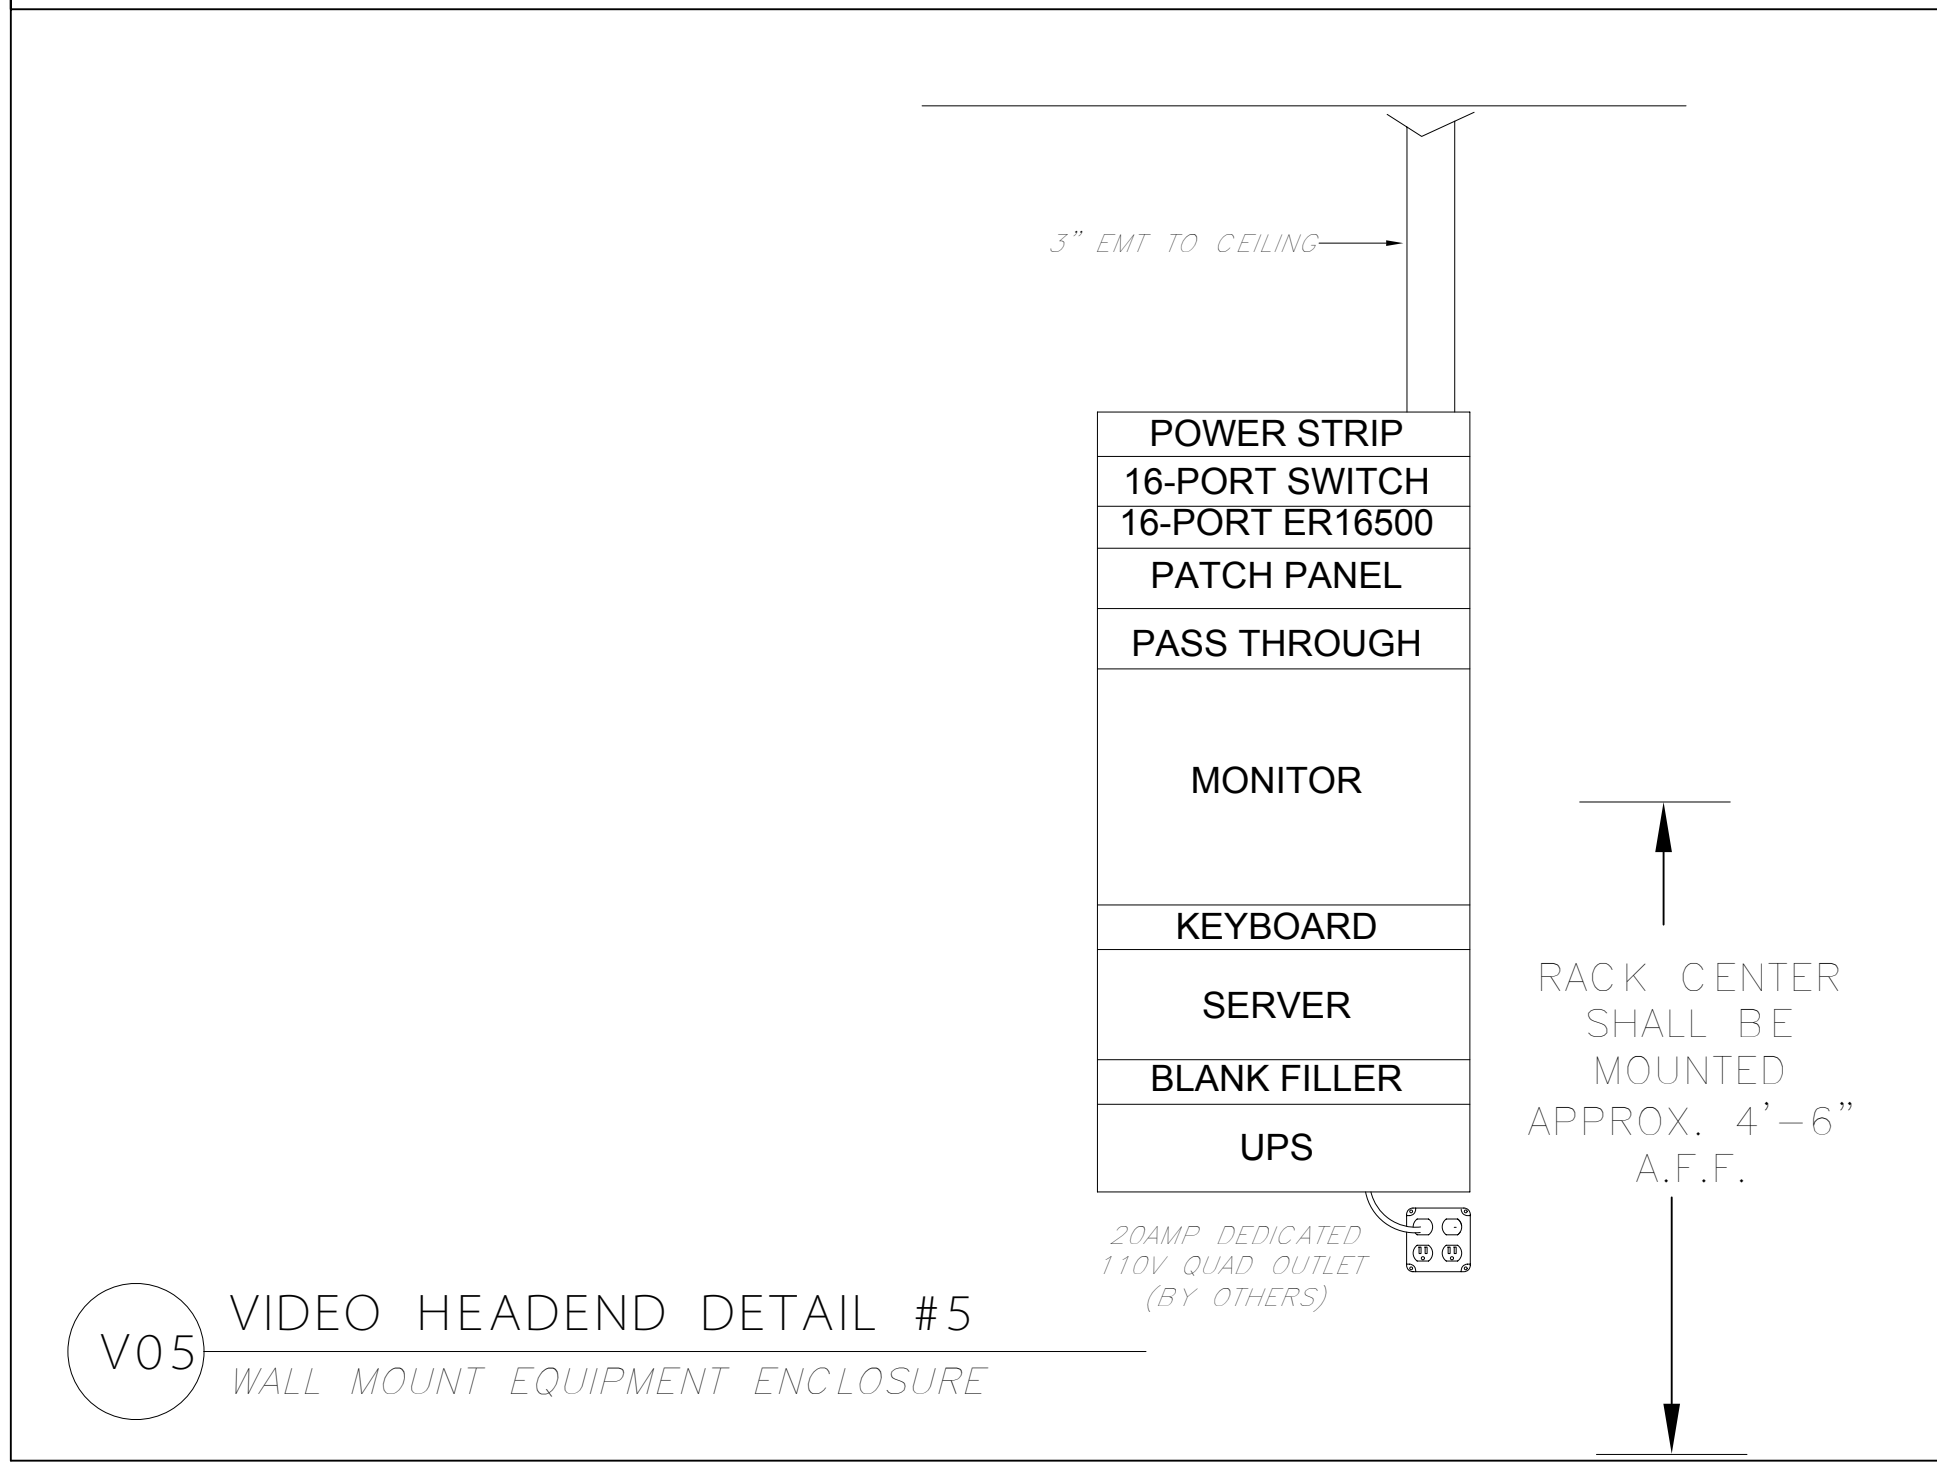 3” EMT TO CEILING
POWER STRIP
16-PORT SWITCH
16-PORT ER16500
PATCH PANEL
PASS THROUGH
MONITOR
KEYBOARD
SERVER
BLANK FILLER
UPS
RACK CENTER
SHALL BE
MOUNTED
APPROX. 4’-6”
A.F.F.
20AMP DEDICATED
110V QUAD OUTLET
(BY OTHERS)
V05
VIDEO HEADEND DETAIL #5
WALL MOUNT EQUIPMENT ENCLOSURE